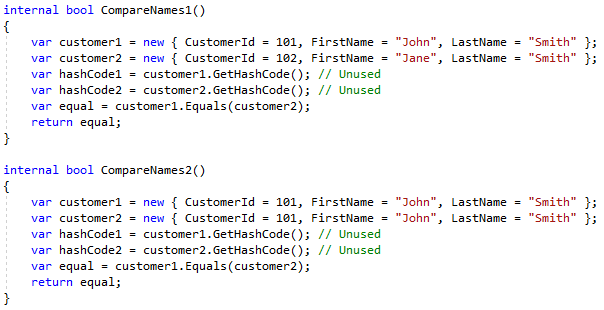 internal bool CompareNames1()
{
    var customer1 = new { CustomerId = 101, FirstName = "John", LastName = "Smith" };
    var customer2 = new { CustomerId = 102, FirstName = "Jane", LastName = "Smith" };
    var hashCode1 = customer1.GetHashCode(); // Unused
    var hashCode2 = customer2.GetHashCode(); // Unused
    var equal = customer1.Equals(customer2);
    return equal;
}
internal bool CompareNames2()
{
    var customer1 = new { CustomerId = 101, FirstName = "John", LastName = "Smith" };
    var customer2 = new { CustomerId = 101, FirstName = "John", LastName = "Smith" };
    var hashCode1 = customer1.GetHashCode(); // Unused
    var hashCode2 = customer2.GetHashCode(); // Unused
    var equal = customer1.Equals(customer2);
    return equal;
}